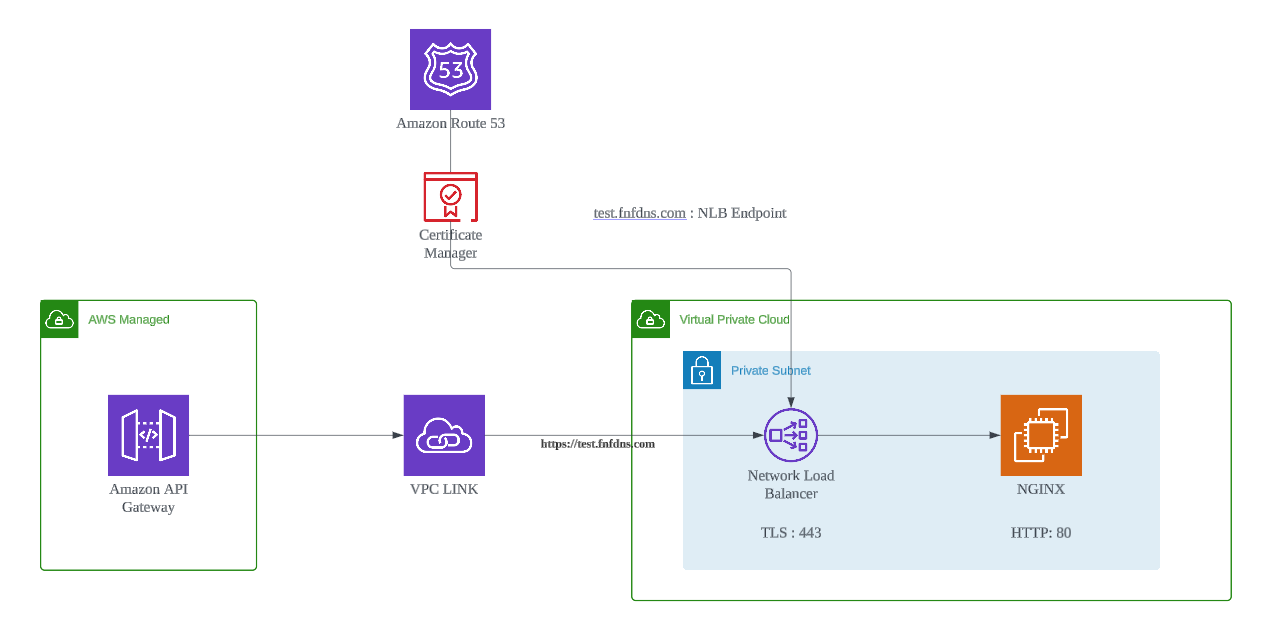 53
Amazon Route 53
Certificate
Manager
test.fnfdns.com : NLB Endpoint
AWS Managed
Virtual Private Cloud
Private Subnet
</>
https://test.fnfdns.com
Amazon API
Gateway
VPC LINK
Network Load
Balancer
NGINX
TLS : 443
HTTP: 80